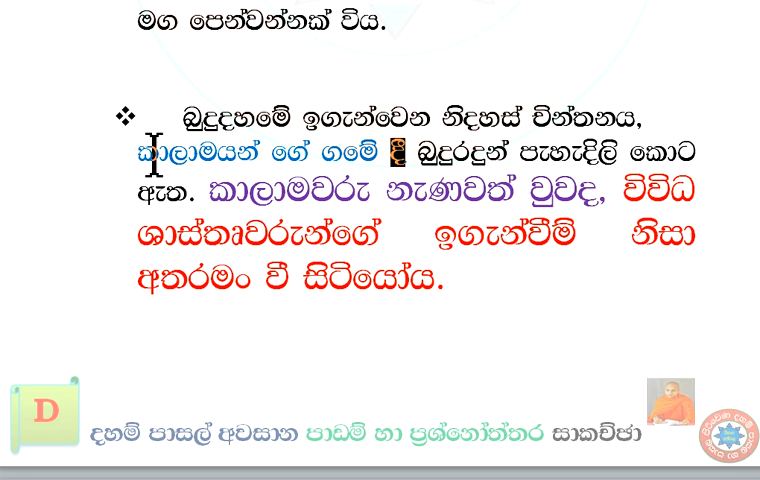 මග පෙන්වන්නක් විය.
❖ බුදුදහමේ ඉගැන්වෙන නිදහස් චින්තනය,
කාලාමයන් ගේ ගමේ දී බුදුරදුන් පැහැදිලි කොට
ඇත. කාලාමවරු නැණවත් වුවද, විවිධ
ශාස්තෘවරුන්ගේ ඉගැන්වීම් නිසා
අතරමං වී සිටියෝය.
D
දහම් පාසල් අවසාන පාඩම් හා ප්‍රශ්නෝත්තර සාකච්ඡා